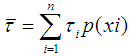 τ̄ = ∑_{i=1}^{n} τ_i p(xi)